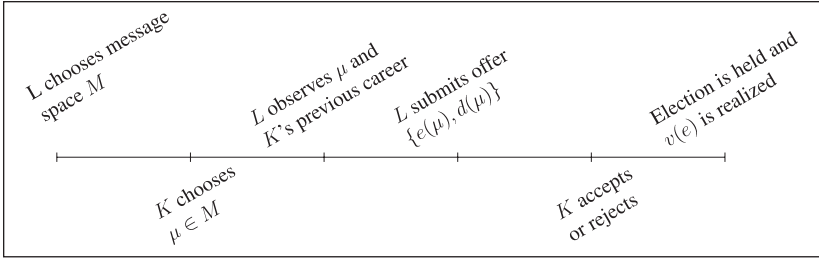 L chooses message
space M
K chooses
μ ∈ M
L observes μ and
K's previous career
L submits offer
{e(μ), d(μ)}
K accepts
or rejects
Election is held and
v(e) is realized